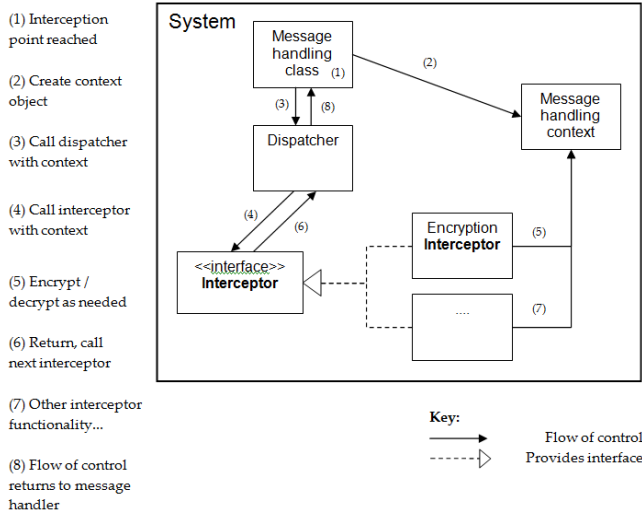 (1) Interception
point reached
(2) Create context
object
(3) Call dispatcher
with context
(4) Call interceptor
with context
(5) Encrypt /
decrypt as needed
(6) Return, call
next interceptor
(7) Other interceptor
functionality...
(8) Flow of control
returns to message
handler
System
Message
handling
class
(1)
(2)
(3)
(8)
Message
handling
context
Dispatcher
(4)
(6)
<<interface>>
Interceptor
Encryption
Interceptor
(5)
....
(7)
Key:
Flow of control
Provides interface